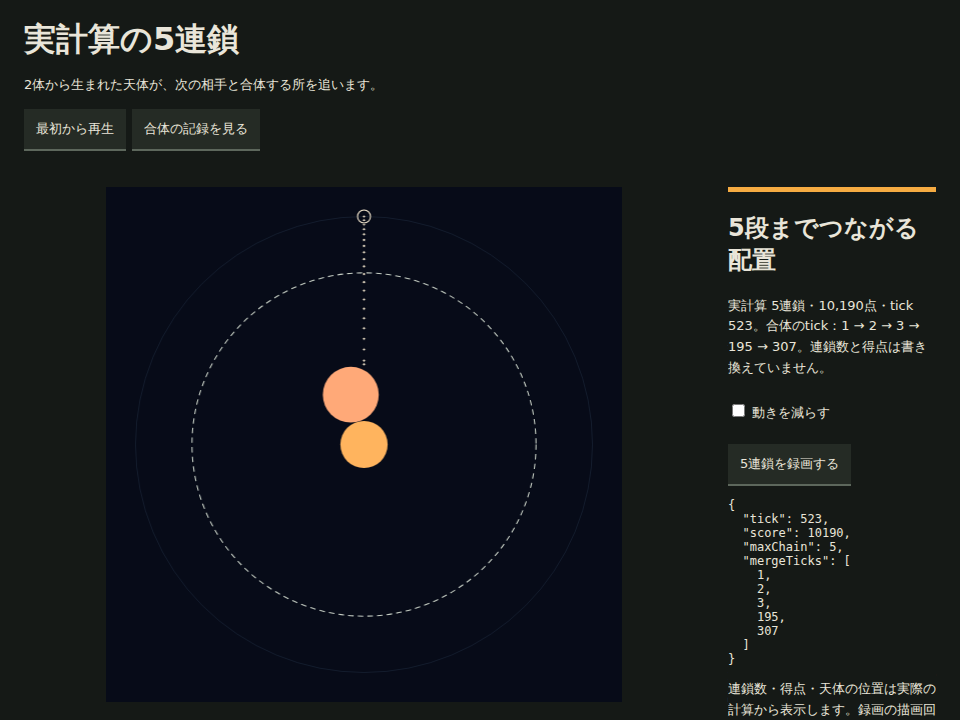 実計算の5連鎖
2体から生まれた天体が、次の相手と合体する所を追います。
最初から再生
合体の記録を見る
5段までつながる
配置
実計算 5連鎖・10,190点・tick
523。合体のtick：1 → 2 → 3 →
195 → 307。連鎖数と得点は書き
換えていません。
動きを減らす
5連鎖を録画する
{
  "tick": 523,
  "score": 10190,
  "maxChain": 5,
  "mergeTicks": [
    1,
    2,
    3,
    195,
    307
  ]
}
連鎖数・得点・天体の位置は実際の
計算から表示します。録画の描画回